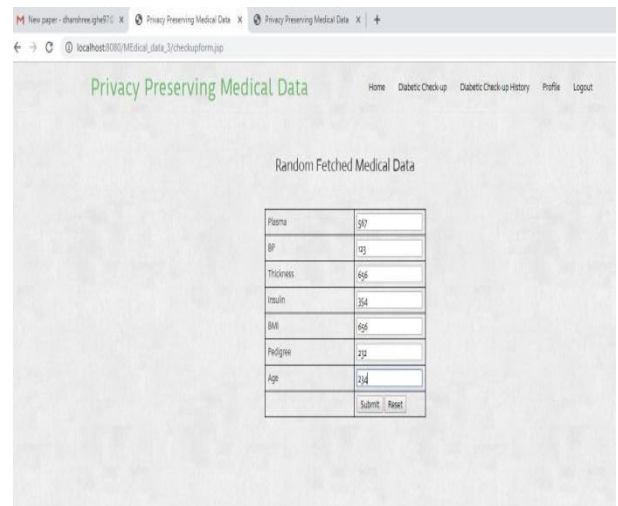 New paper - dhamshree.ighe97@ X Privacy Preserving Medical Data X Privacy Preserving Medical Data X +
localhost:8080/MEdical_data_3/checkupform.jsp
Privacy Preserving Medical Data Home Diabetic Check-up Diabetic Check-up History Profile Logout
Random Fetched Medical Data
Plasma 567
BP 123
Thickness 656
Insulin 354
BMI 656
Pedigree 232
Age 234
Submit Reset